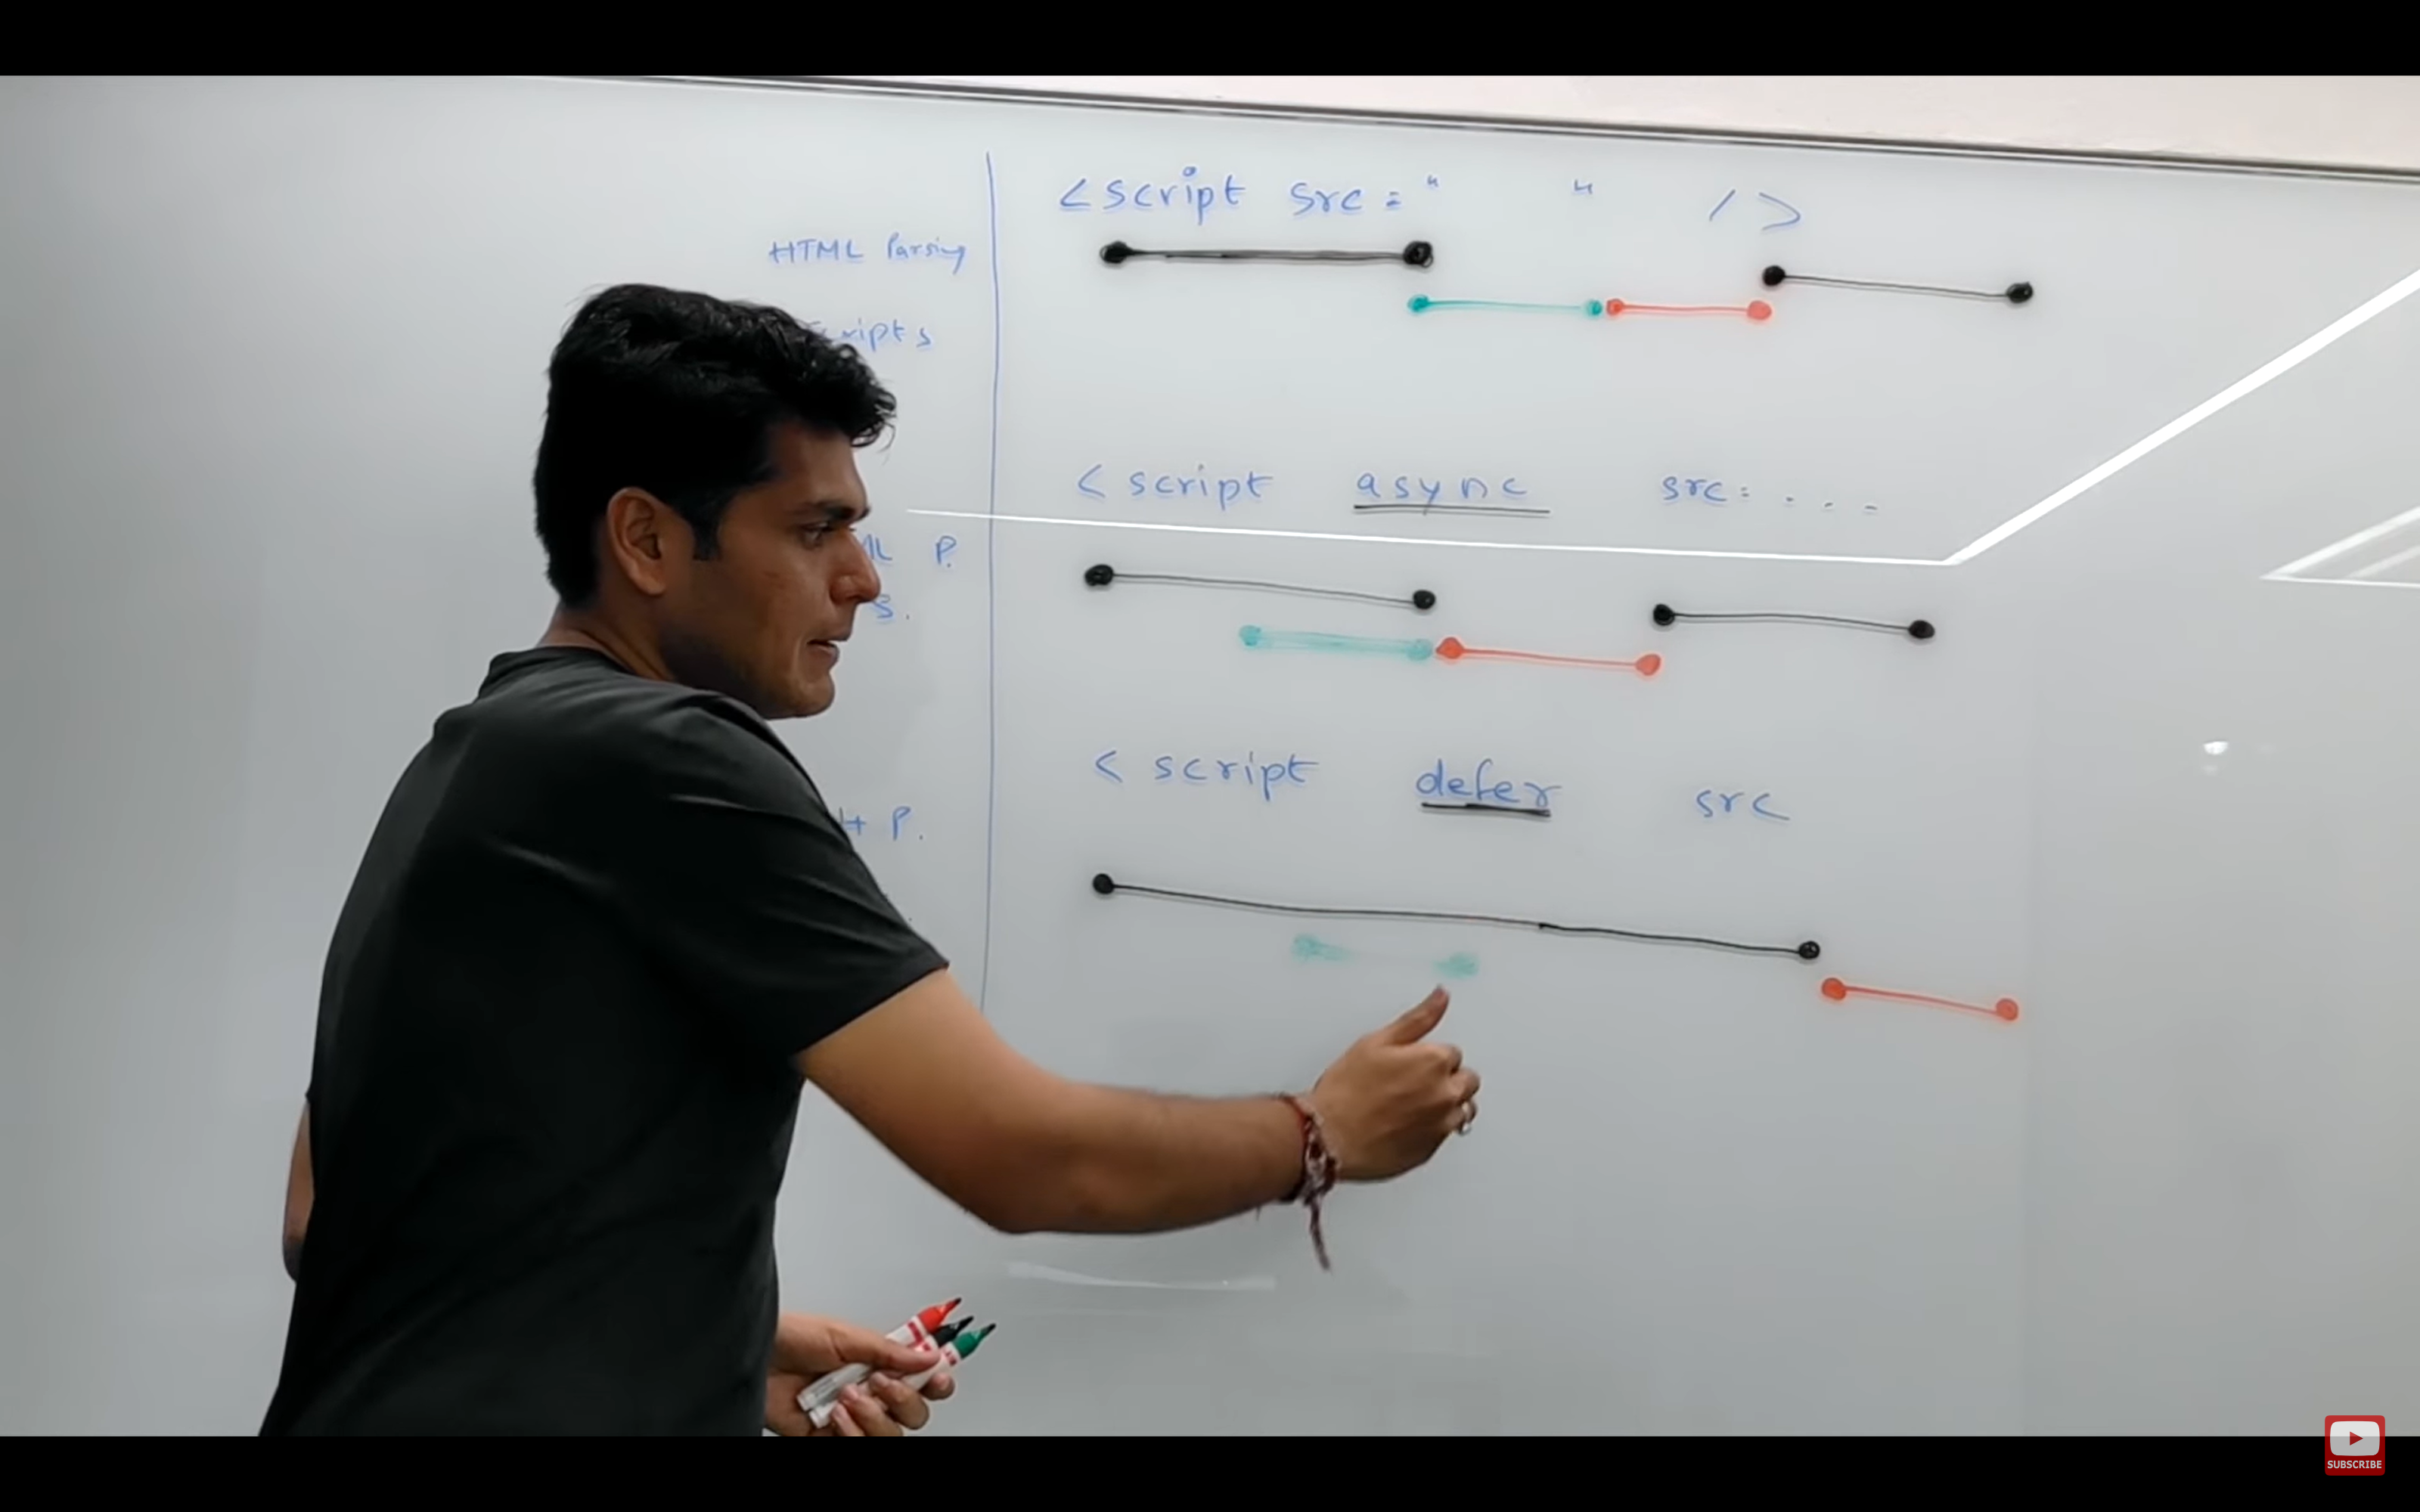 <script src = " " />
HTML Parsing
<script async src = . . .
P.
S.
<script defer src
P.
SUBSCRIBE